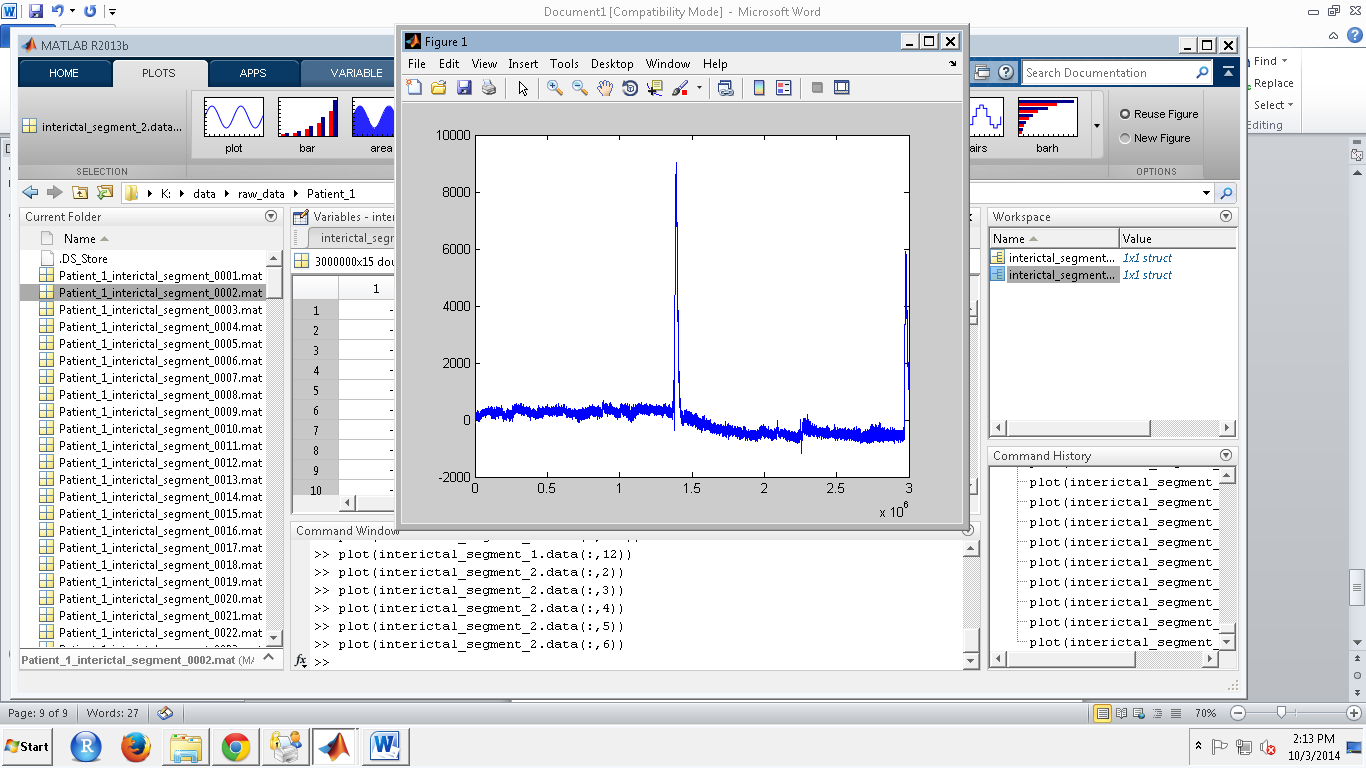 Document1 [Compatibility Mode] - Microsoft Word
MATLAB R2013b
HOME PLOTS APPS VARIABLE
Search Documentation
interictal_segment_2.data...
plot bar area
airs barh
Reuse Figure
New Figure
SELECTION
OPTIONS
Find
Replace
Select
Editing
K: data raw_data Patient_1
Figure 1
File Edit View Insert Tools Desktop Window Help
10000
8000
6000
4000
2000
0
-2000
0 0.5 1 1.5 2 2.5 3
x 10^6
Current Folder
Name
.DS_Store
Patient_1_interictal_segment_0001.mat
Patient_1_interictal_segment_0002.mat
Patient_1_interictal_segment_0003.mat
Patient_1_interictal_segment_0004.mat
Patient_1_interictal_segment_0005.mat
Patient_1_interictal_segment_0006.mat
Patient_1_interictal_segment_0007.mat
Patient_1_interictal_segment_0008.mat
Patient_1_interictal_segment_0009.mat
Patient_1_interictal_segment_0010.mat
Patient_1_interictal_segment_0011.mat
Patient_1_interictal_segment_0012.mat
Patient_1_interictal_segment_0013.mat
Patient_1_interictal_segment_0014.mat
Patient_1_interictal_segment_0015.mat
Patient_1_interictal_segment_0016.mat
Patient_1_interictal_segment_0017.mat
Patient_1_interictal_segment_0018.mat
Patient_1_interictal_segment_0019.mat
Patient_1_interictal_segment_0020.mat
Patient_1_interictal_segment_0021.mat
Patient_1_interictal_segment_0022.mat
Patient_1_interictal_segment_0002.mat (MA
Variables - inter
interictal_segr
3000000x15 dou
1
1
2
3
4
5
6
7
8
9
10
Command Window
>> plot(interictal_segment_1.data(:,12))
>> plot(interictal_segment_2.data(:,2))
>> plot(interictal_segment_2.data(:,3))
>> plot(interictal_segment_2.data(:,4))
>> plot(interictal_segment_2.data(:,5))
>> plot(interictal_segment_2.data(:,6))
fx >>
Workspace
Name Value
interictal_segment... 1x1 struct
interictal_segment... 1x1 struct
Command History
plot(interictal_segment_
plot(interictal_segment_
plot(interictal_segment_
plot(interictal_segment_
plot(interictal_segment_
plot(interictal_segment_
plot(interictal_segment_
plot(interictal_segment_
plot(interictal_segment_
Page: 9 of 9 Words: 27
70%
Start
2:13 PM
10/3/2014